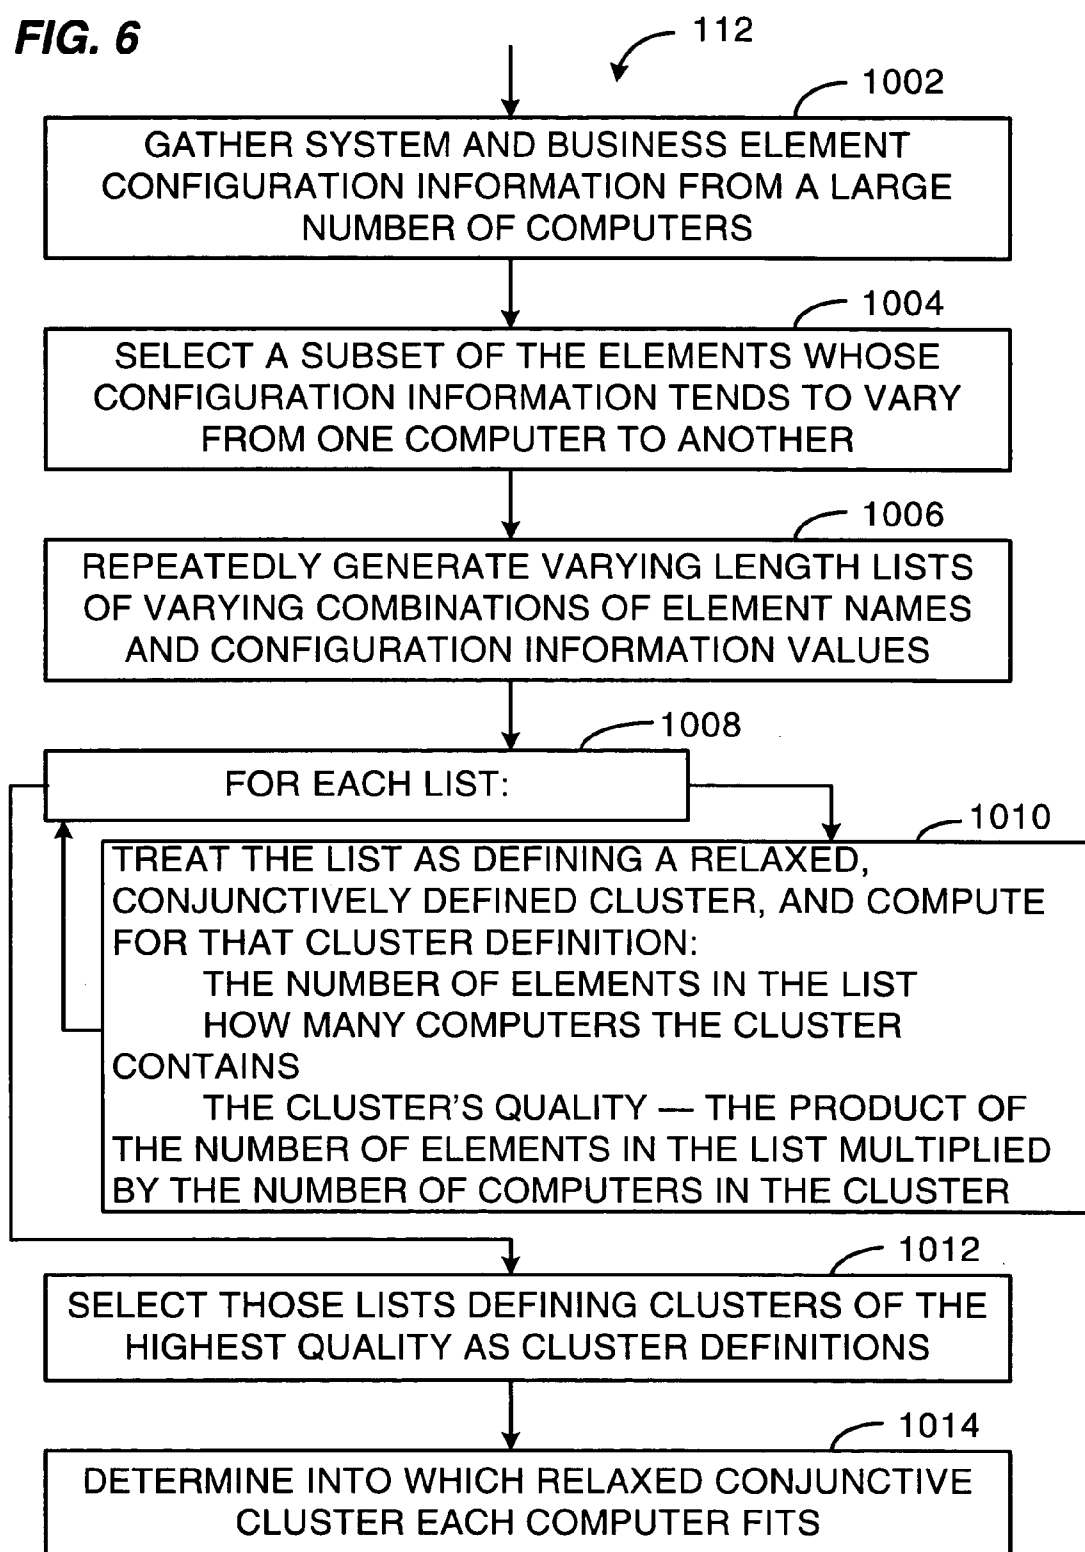 FIG. 6
112
1002
GATHER SYSTEM AND BUSINESS ELEMENT
CONFIGURATION INFORMATION FROM A LARGE
NUMBER OF COMPUTERS
1004
SELECT A SUBSET OF THE ELEMENTS WHOSE
CONFIGURATION INFORMATION TENDS TO VARY
FROM ONE COMPUTER TO ANOTHER
1006
REPEATEDLY GENERATE VARYING LENGTH LISTS
OF VARYING COMBINATIONS OF ELEMENT NAMES
AND CONFIGURATION INFORMATION VALUES
1008
FOR EACH LIST:
1010
TREAT THE LIST AS DEFINING A RELAXED,
CONJUNCTIVELY DEFINED CLUSTER, AND COMPUTE
FOR THAT CLUSTER DEFINITION:
THE NUMBER OF ELEMENTS IN THE LIST
HOW MANY COMPUTERS THE CLUSTER
CONTAINS
THE CLUSTER'S QUALITY — THE PRODUCT OF
THE NUMBER OF ELEMENTS IN THE LIST MULTIPLIED
BY THE NUMBER OF COMPUTERS IN THE CLUSTER
1012
SELECT THOSE LISTS DEFINING CLUSTERS OF THE
HIGHEST QUALITY AS CLUSTER DEFINITIONS
1014
DETERMINE INTO WHICH RELAXED CONJUNCTIVE
CLUSTER EACH COMPUTER FITS